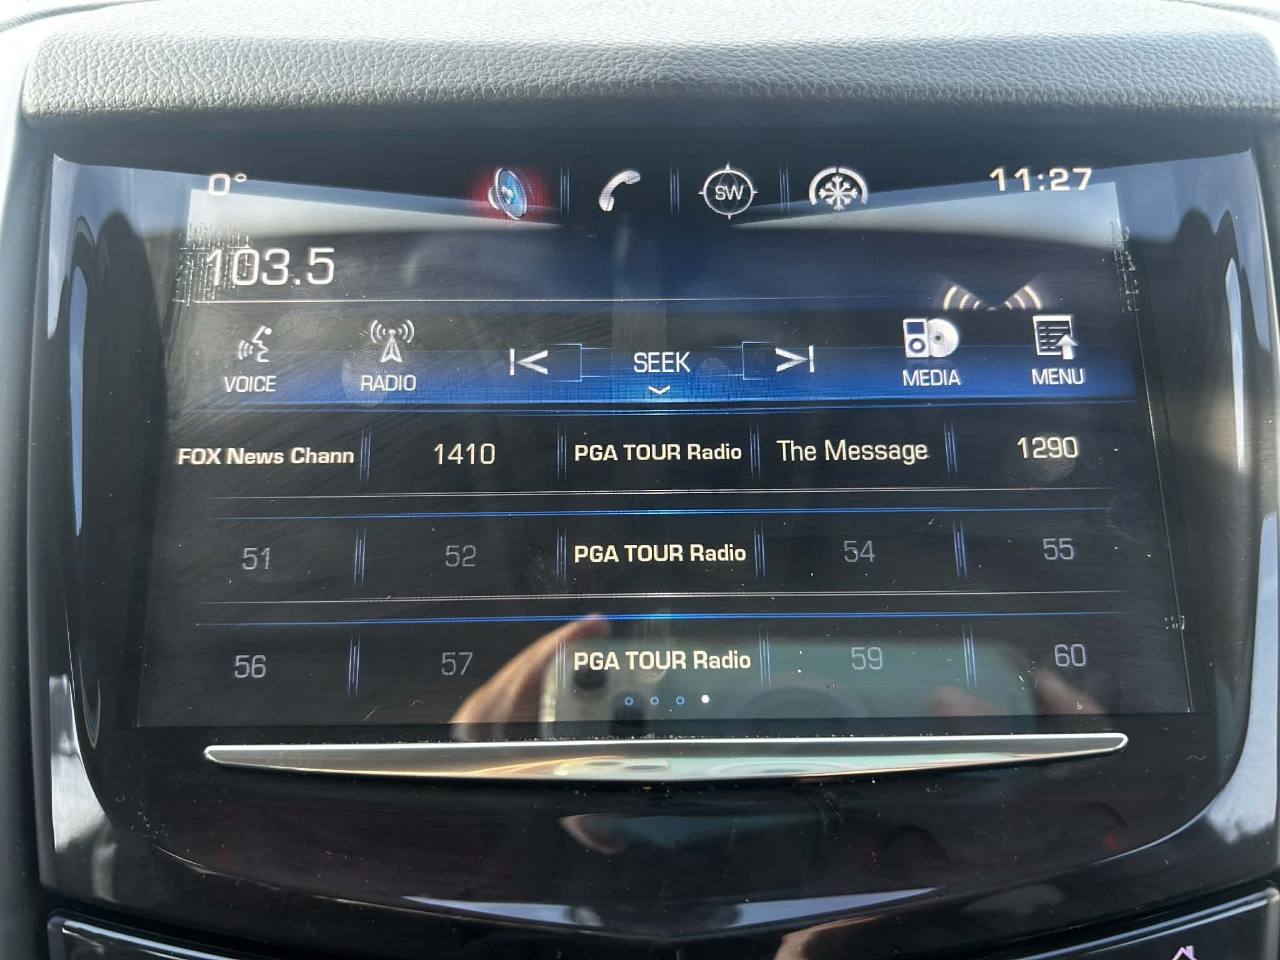 0° SW 11:27
103.5
VOICE RADIO SEEK MEDIA MENU
FOX News Chann 1410 PGA TOUR Radio The Message 1290
51 52 PGA TOUR Radio 54 55
56 57 PGA TOUR Radio 59 60